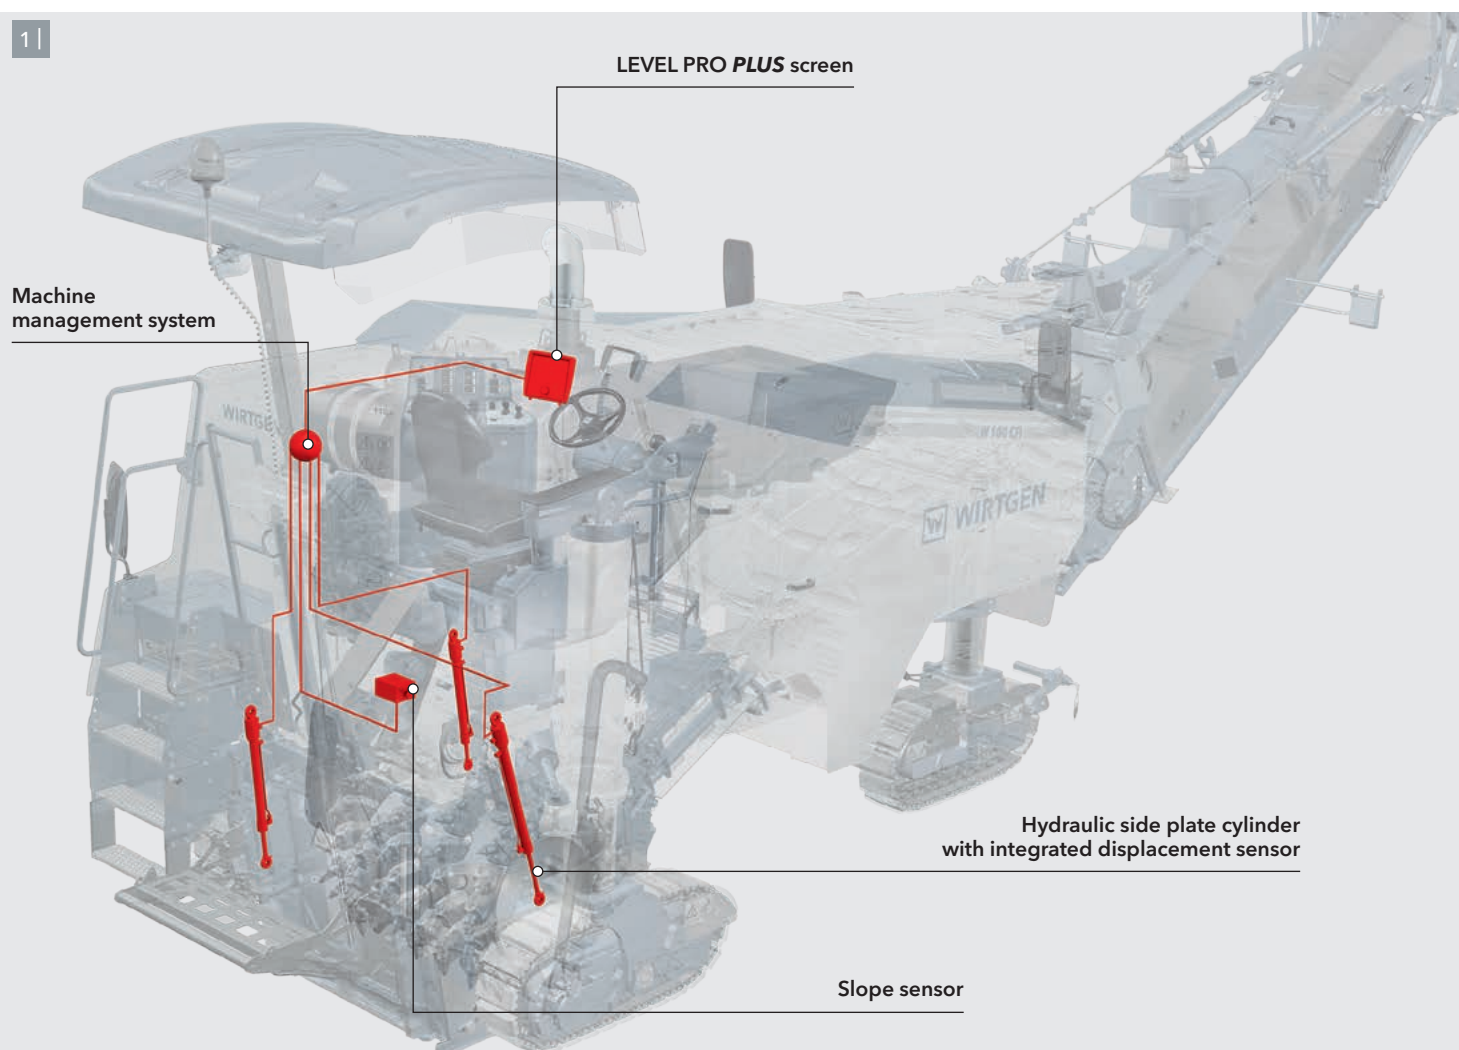 1 |
LEVEL PRO PLUS screen
Machine
management system
WIRTGEN
W WIRTGEN
Hydraulic side plate cylinder
with integrated displacement sensor
Slope sensor